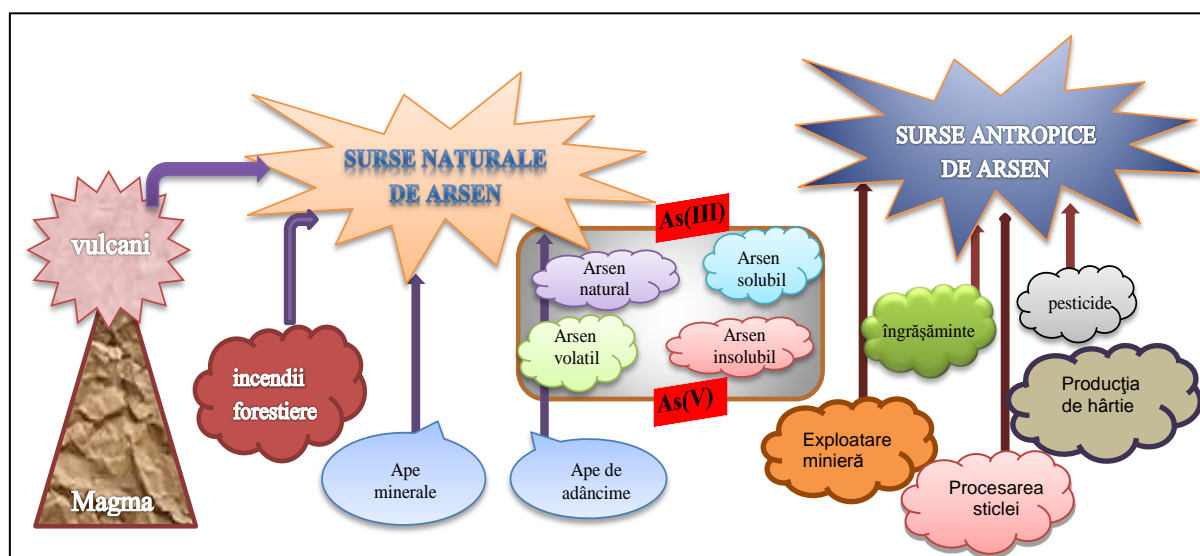 SURSE NATURALE
DE ARSEN
SURSE ANTROPICE
DE ARSEN
vulcani
Magma
incendii
forestiere
Ape
minerale
Ape de
adâncime
As(III)
Arsen
natural
Arsen
solubil
Arsen
volatil
Arsen
insolubil
As(V)
îngrăşăminte
pesticide
Producţia
de hârtie
Exploatare
minieră
Procesarea
sticlei